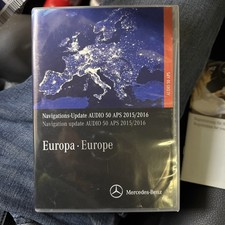 Navigations-Update AUDIO 50 APS 2015/2016
Navigation update AUDIO 50 APS 2015/2016
Europa · Europe
Mercedes-Benz